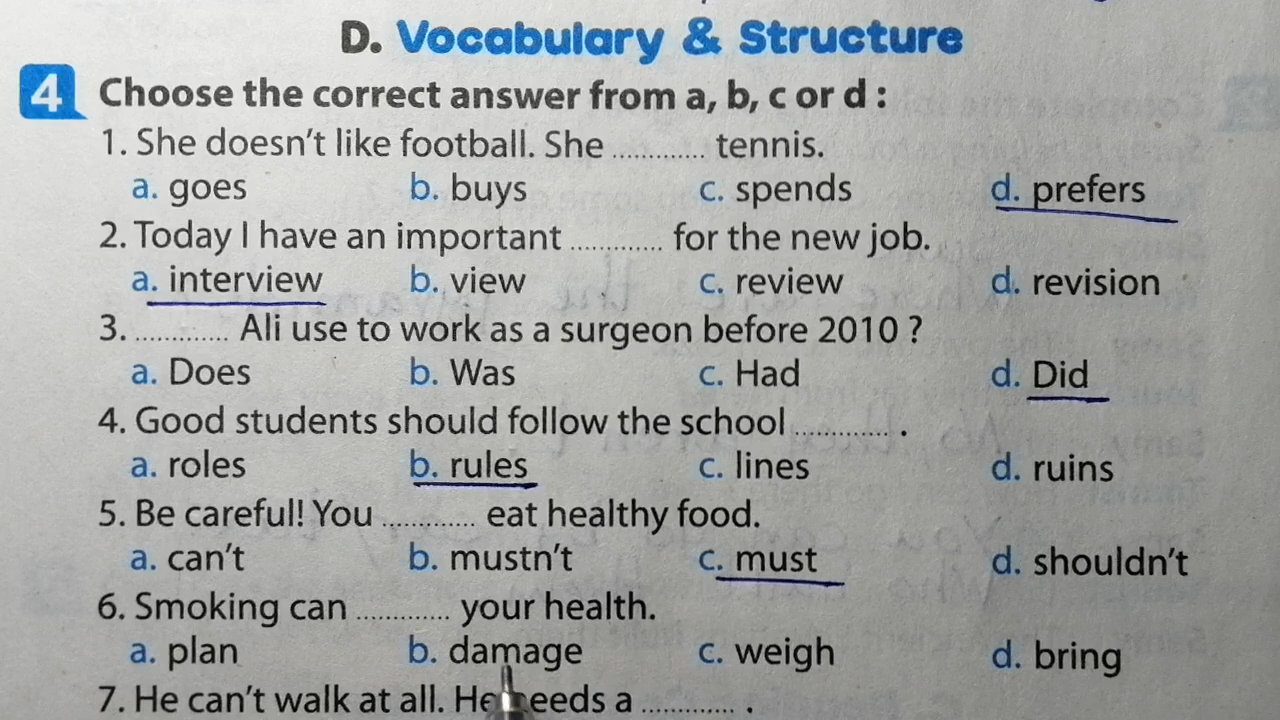 D. Vocabulary & Structure
4 Choose the correct answer from a, b, c or d :
1. She doesn't like football. She ............ tennis.
a. goes b. buys c. spends d. prefers
2. Today I have an important ............ for the new job.
a. interview b. view c. review d. revision
3. ............ Ali use to work as a surgeon before 2010 ?
a. Does b. Was c. Had d. Did
4. Good students should follow the school ............ .
a. roles b. rules c. lines d. ruins
5. Be careful! You ............ eat healthy food.
a. can't b. mustn't c. must d. shouldn't
6. Smoking can ............ your health.
a. plan b. damage c. weigh d. bring
7. He can't walk at all. He needs a ............ .